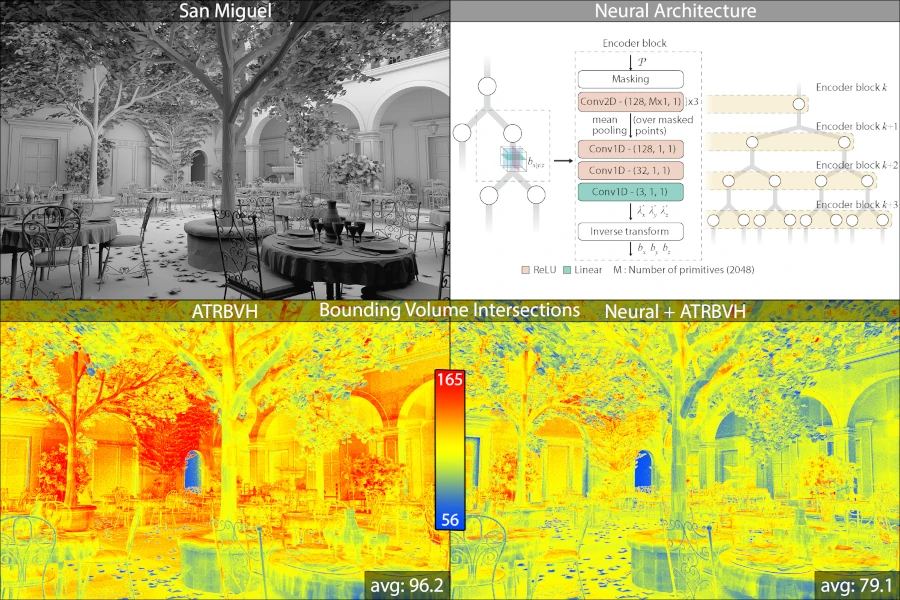 San Miguel
Neural Architecture
Encoder block
𝒫
Masking
Conv2D - (128, Mx1, 1) ]x3
mean pooling
(over masked points)
Conv1D - (128, 1, 1)
Conv1D - (32, 1, 1)
Conv1D - (3, 1, 1)
Inverse transform
bₓ b_y b_z
Encoder block k
Encoder block k+1
Encoder block k+2
Encoder block k+3
ReLU
Linear
M : Number of primitives (2048)
ATRBVH
Bounding Volume Intersections
Neural + ATRBVH
165
56
avg: 96.2
avg: 79.1